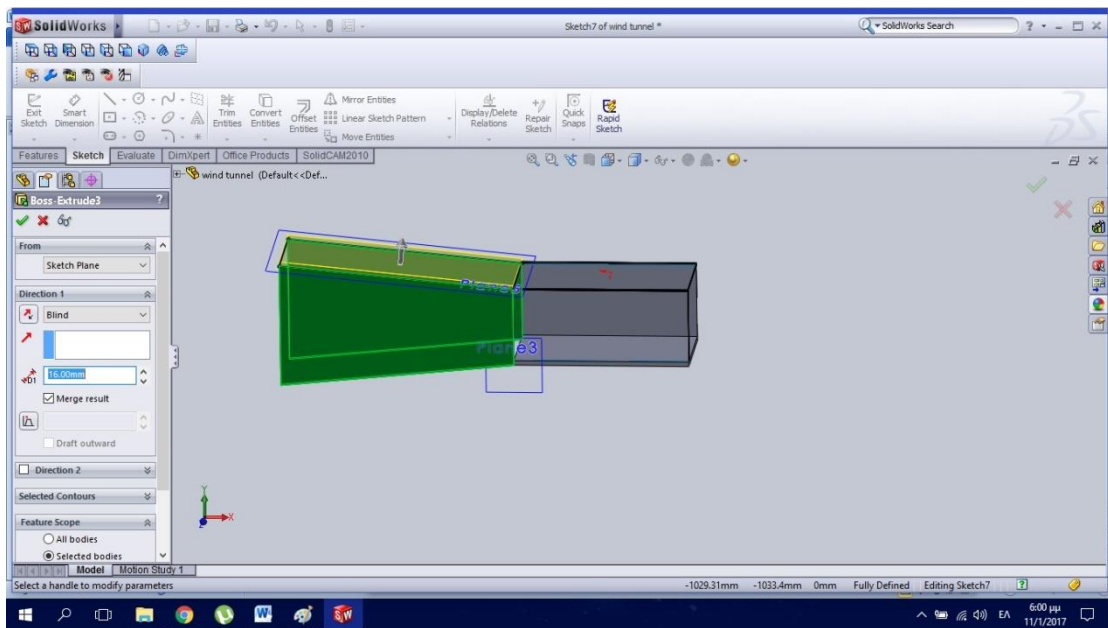 SolidWorks
Sketch7 of wind tunnel *
SolidWorks Search
Exit Sketch
Smart Dimension
Trim Entities
Convert Entities
Offset Entities
Mirror Entities
Linear Sketch Pattern
Move Entities
Display/Delete Relations
Repair Sketch
Quick Snaps
Rapid Sketch
Features Sketch Evaluate DimXpert Office Products SolidCAM2010
wind tunnel (Default<<Def...
Boss-Extrude3 ?
From
Sketch Plane
Direction 1
Blind
D1 16.00mm
Merge result
Draft outward
Direction 2
Selected Contours
Feature Scope
All bodies
Selected bodies
Plane3
Y
X
Z
Model Motion Study 1
Select a handle to modify parameters
-1029.31mm -1033.4mm 0mm Fully Defined Editing Sketch7
ΕΛ
6:00 μμ
11/1/2017